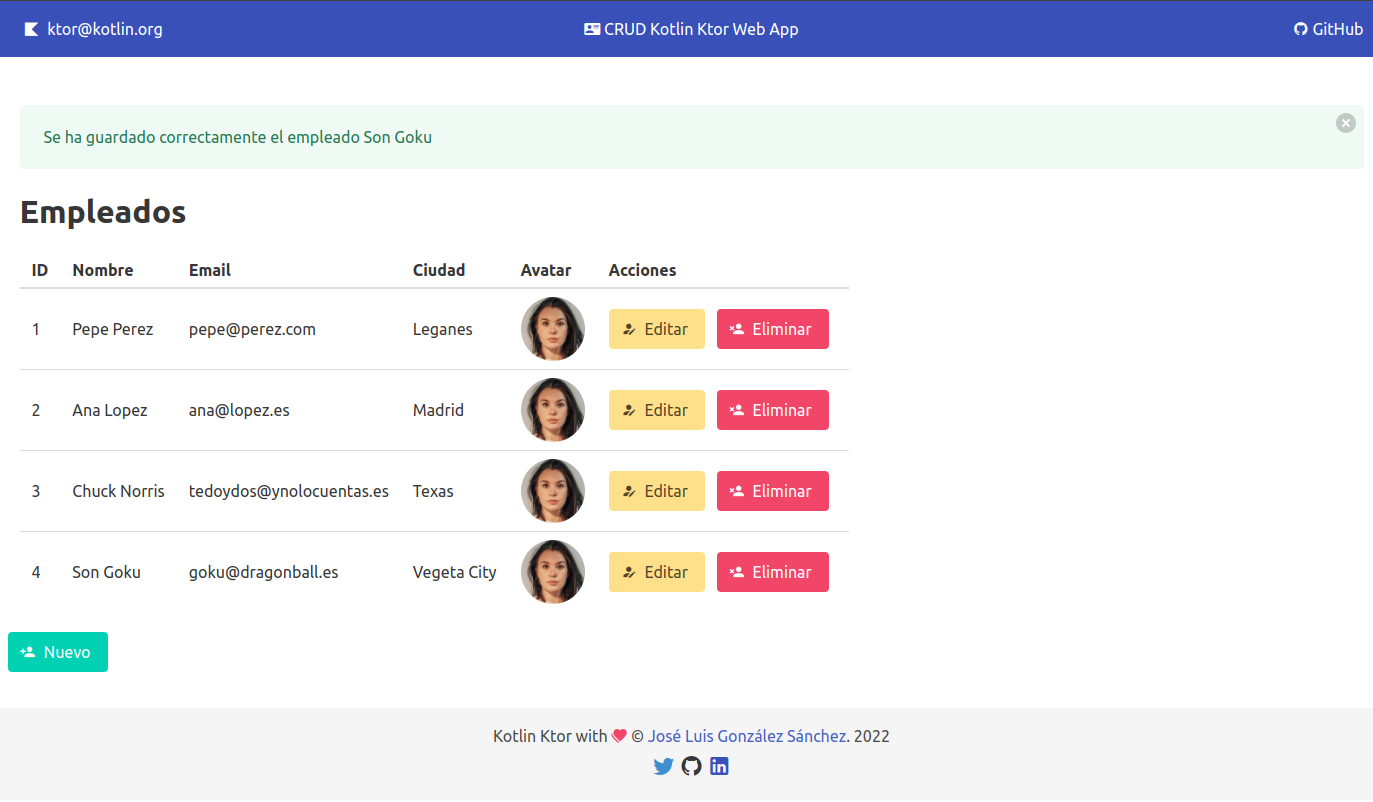 ktor@kotlin.org CRUD Kotlin Ktor Web App GitHub
Se ha guardado correctamente el empleado Son Goku
Empleados
ID Nombre Email Ciudad Avatar Acciones
1 Pepe Perez pepe@perez.com Leganes Editar Eliminar
2 Ana Lopez ana@lopez.es Madrid Editar Eliminar
3 Chuck Norris tedoydos@ynolocuentas.es Texas Editar Eliminar
4 Son Goku goku@dragonball.es Vegeta City Editar Eliminar
Nuevo
Kotlin Ktor with ❤ © José Luis González Sánchez. 2022